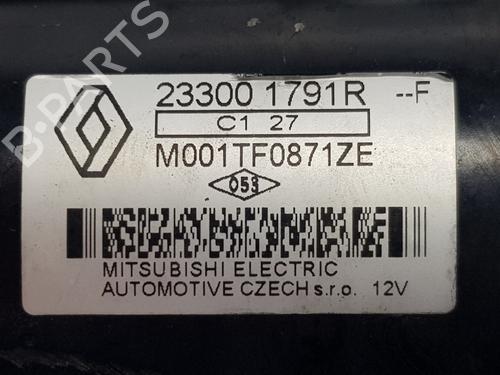 23300 1791R --F
C1 27
M001TF0871ZE
053
MITSUBISHI ELECTRIC
AUTOMOTIVE CZECH s.r.o. 12V
B-PARTS